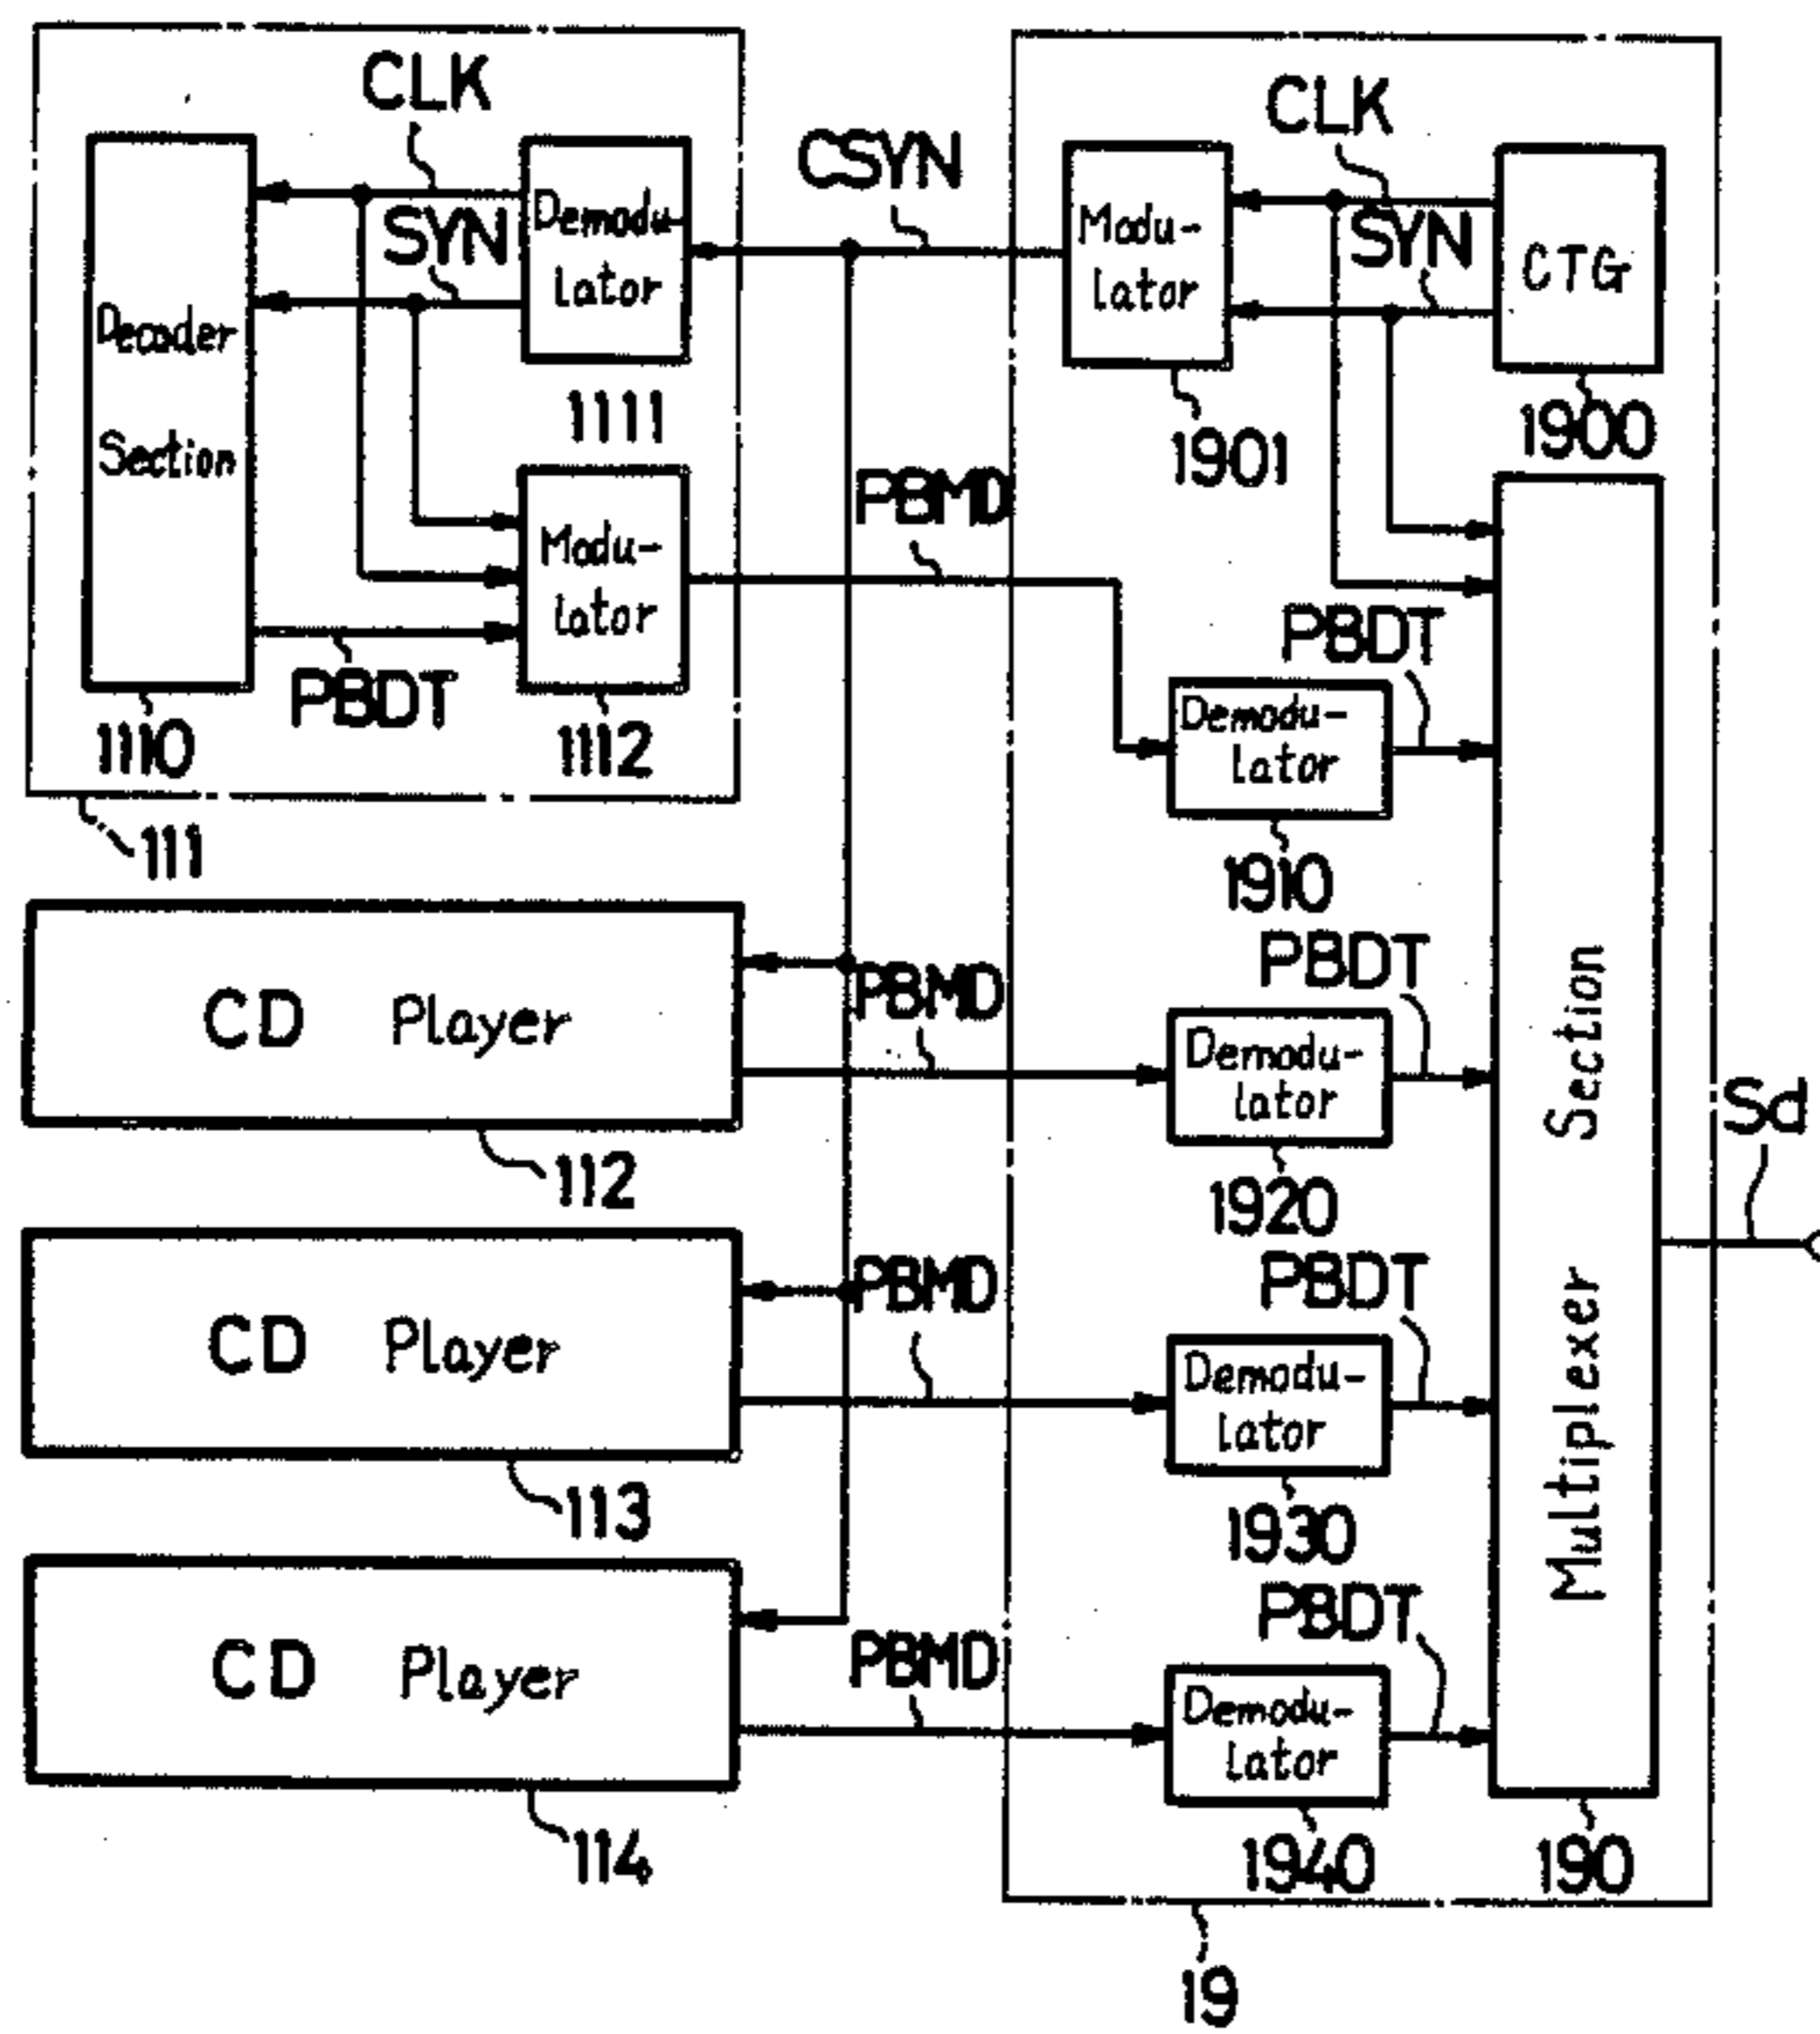 CLK
CLK
CSYN
Demodu-
lator
Modu-
lator
SYN
SYN
CTG
Decoder
Section
1111
1901
1900
PBMD
Modu-
lator
PBDT
PBDT
1110
1112
Demodu-
lator
111
1910
PBDT
CD Player
PBMD
Demodu-
lator
112
1920
Sd
Multiplexer Section
PBDT
CD Player
PBMD
Demodu-
lator
113
1930
PBDT
CD Player
PBMD
Demodu-
lator
114
1940
190
19